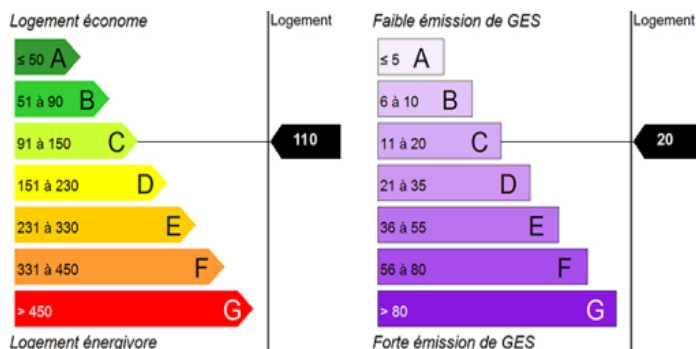 Logement économe
Logement
≤ 50 A
51 à 90 B
91 à 150 C
110
151 à 230 D
231 à 330 E
331 à 450 F
> 450 G
Logement énergivore
Faible émission de GES
Logement
≤ 5 A
6 à 10 B
11 à 20 C
20
21 à 35 D
36 à 55 E
56 à 80 F
> 80 G
Forte émission de GES